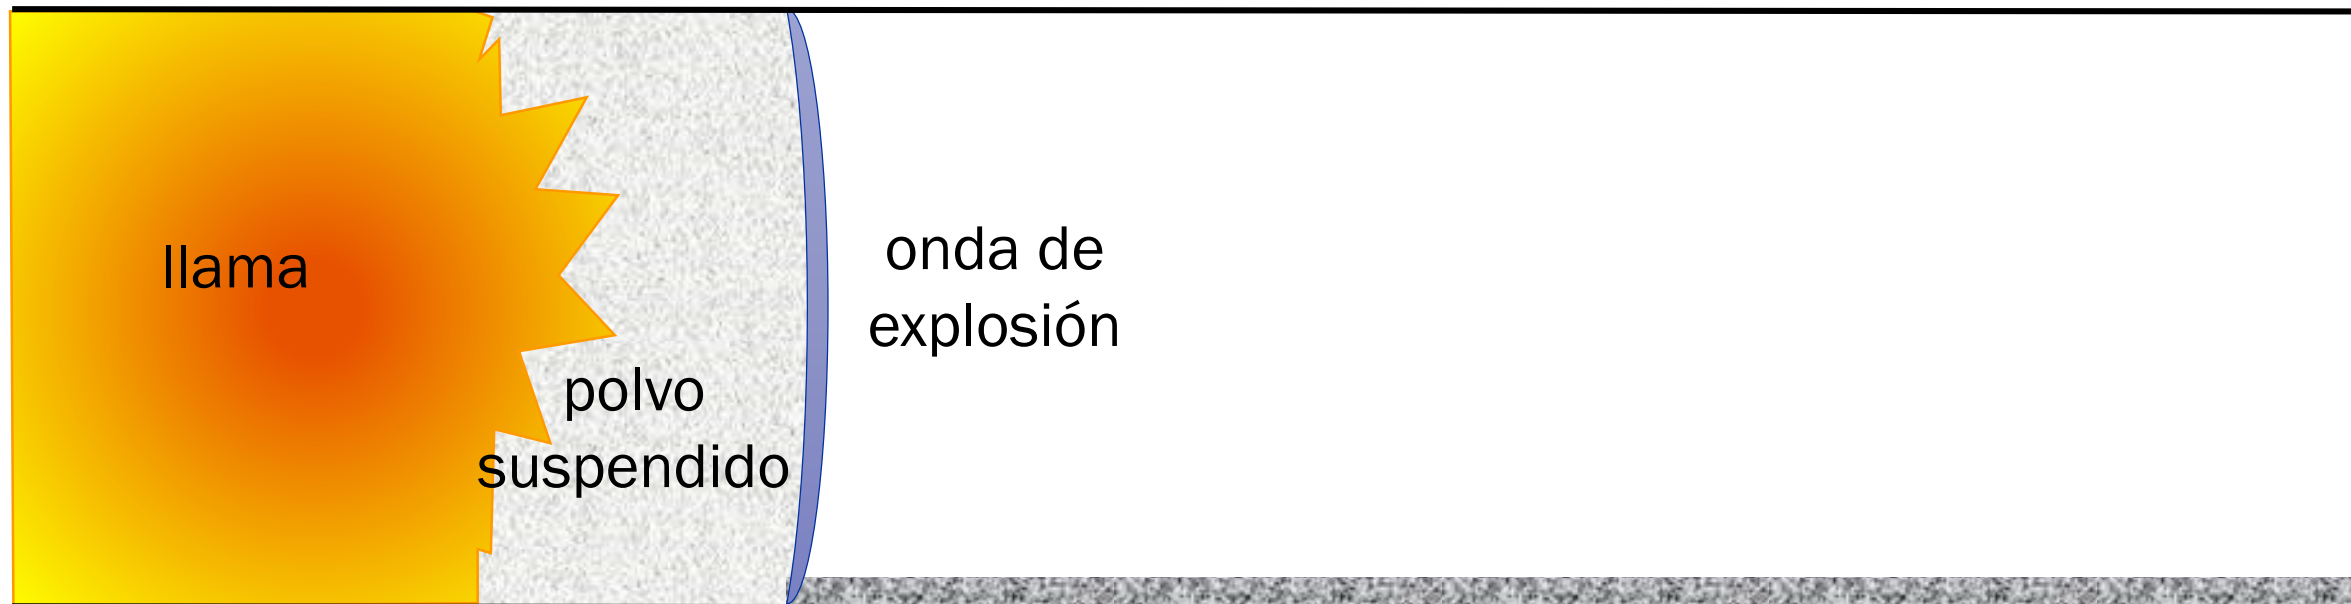 llama
polvo
suspendido
onda de
explosión